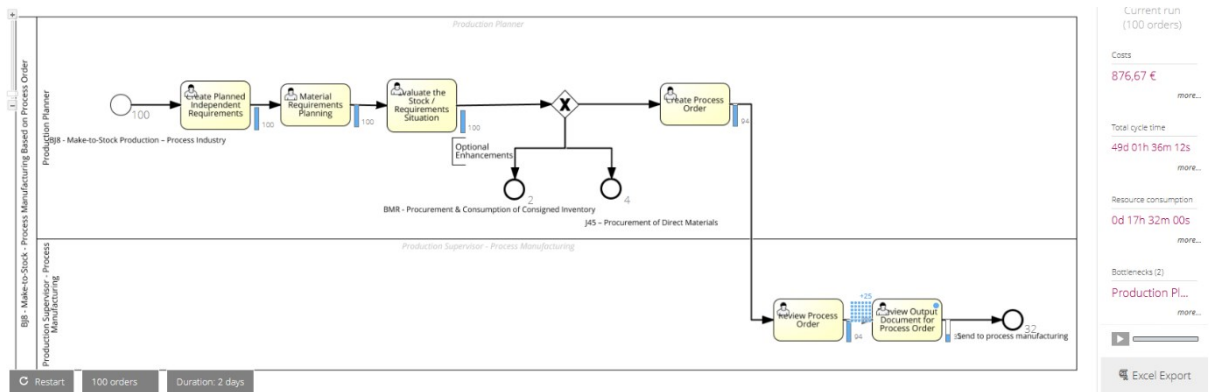 Current run
(100 orders)
Costs
876,67 €
more...
Total cycle time
49d 01h 36m 12s
more...
Resource consumption
0d 17h 32m 00s
more...
Bottlenecks (2)
Production Pl...
more...
Excel Export
BJ8 - Make-to-Stock - Process Manufacturing Based on Process Order
Production Planner
Production Planner
100
BJ8 - Make-to-Stock Production – Process Industry
Create Planned
Independent
Requirements
100
Material
Requirements
Planning
100
Evaluate the
Stock /
Requirements
Situation
100
Optional
Enhancements
X
2
BMR - Procurement & Consumption of Consigned Inventory
4
J45 – Procurement of Direct Materials
Create Process
Order
94
Production Supervisor - Process
Manufacturing
Production Supervisor - Process Manufacturing
Review Process
Order
94
+25
Review Output
Document for
Process Order
32
Send to process manufacturing
Restart
100 orders
Duration: 2 days